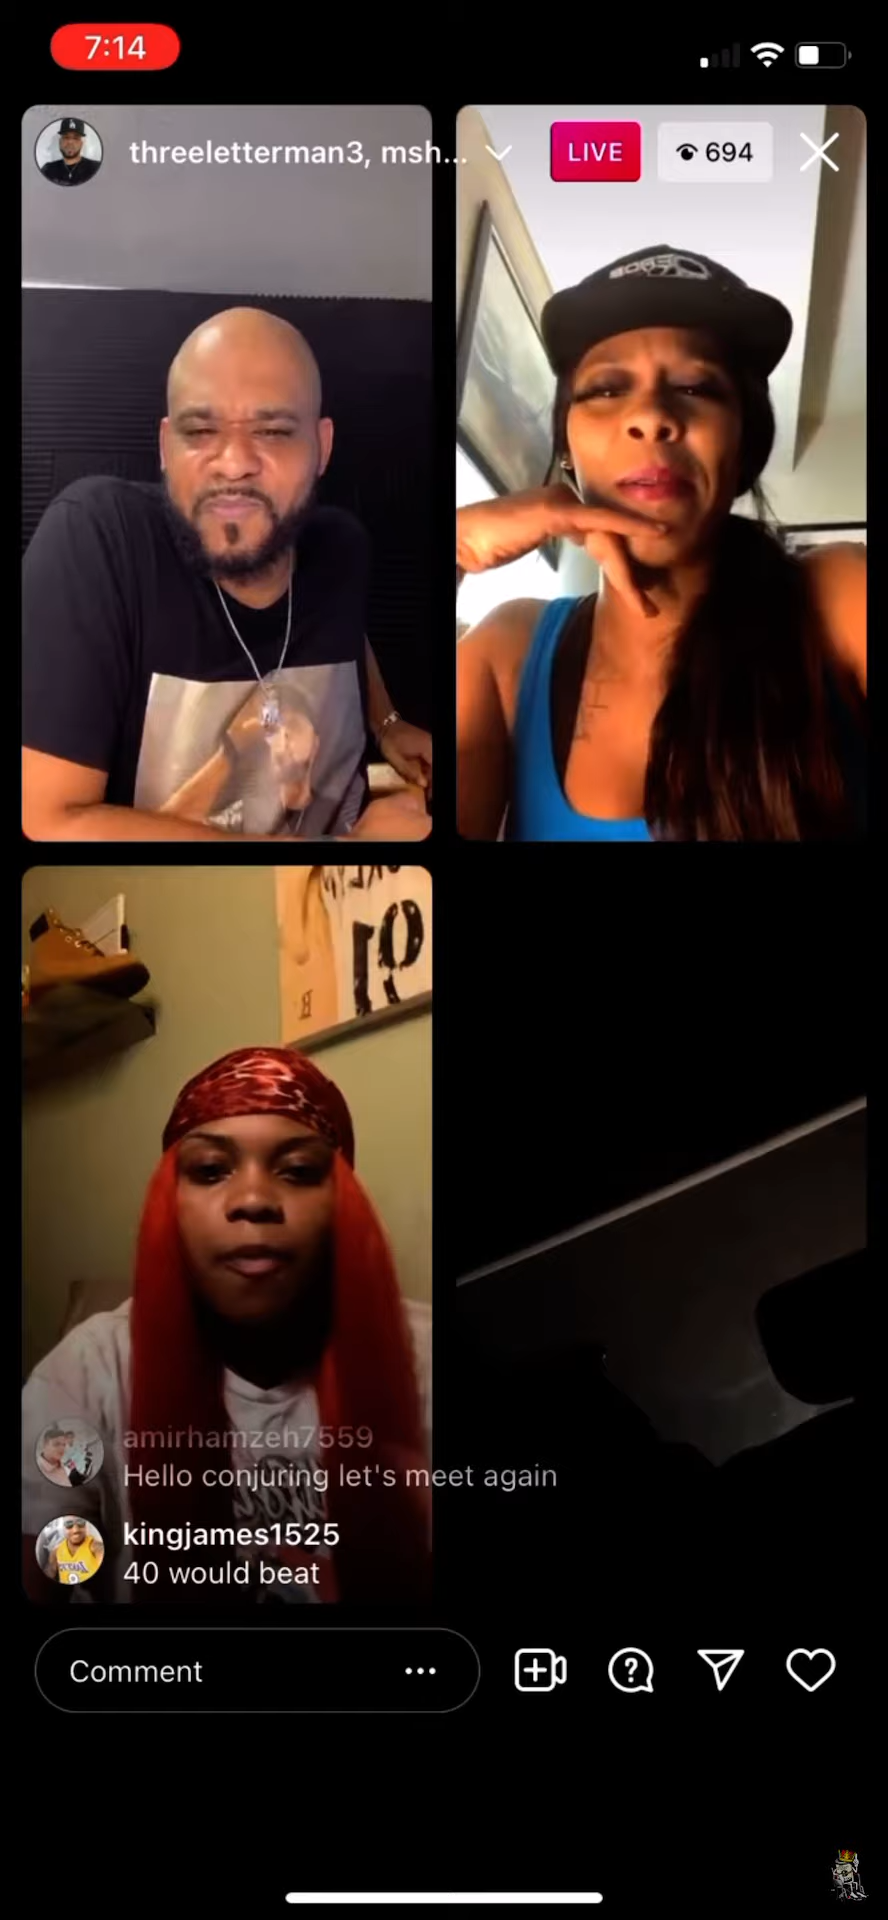 7:14
threeletterman3, msh...
LIVE
694
amirhamzeh7559
Hello conjuring let's meet again
kingjames1525
40 would beat
Comment